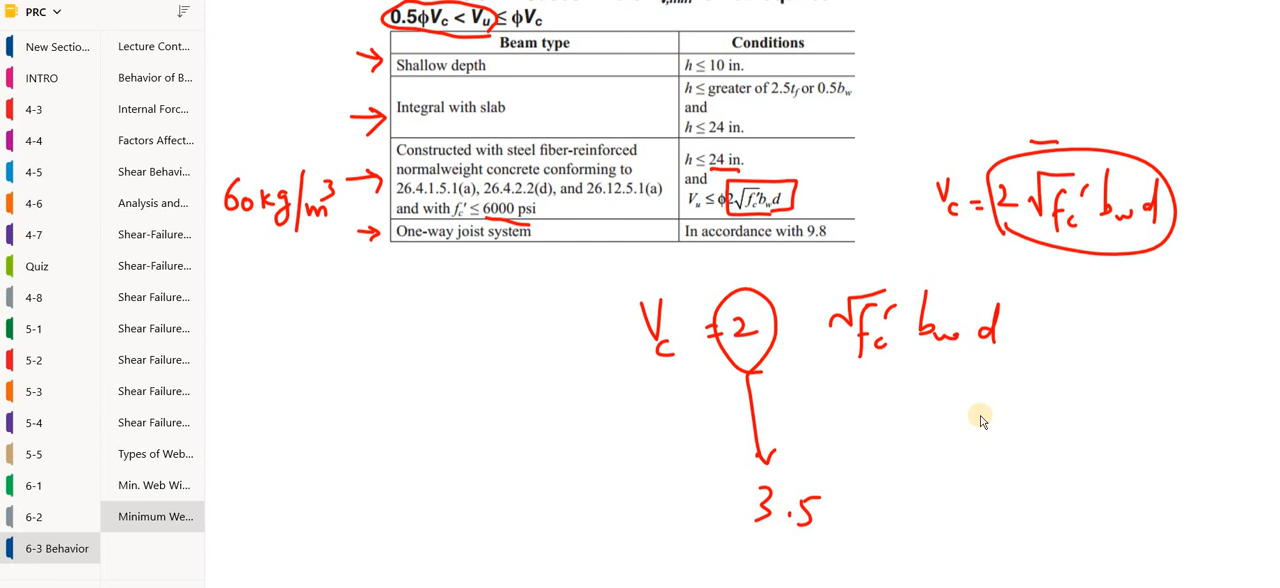 PRC
New Sectio...
INTRO
4-3
4-4
4-5
4-6
4-7
Quiz
4-8
5-1
5-2
5-3
5-4
5-5
6-1
6-2
6-3 Behavior
Lecture Cont...
Behavior of B...
Internal Forc...
Factors Affect...
Shear Behavi...
Analysis and...
Shear-Failure...
Shear-Failure...
Shear Failure...
Shear Failure...
Shear Failure...
Shear Failure...
Shear Failure...
Types of Web...
Min. Web Wi...
Minimum We...
0.5ϕVc < Vu ≤ ϕVc
Beam type Conditions
Shallow depth h ≤ 10 in.
Integral with slab
h ≤ greater of 2.5tf or 0.5bw
and
h ≤ 24 in.
Constructed with steel fiber-reinforced
normalweight concrete conforming to
26.4.1.5.1(a), 26.4.2.2(d), and 26.12.5.1(a)
and with fc′ ≤ 6000 psi
h ≤ 24 in.
and
Vu ≤ ϕ2√fc′bwd
One-way joist system In accordance with 9.8
60kg/m³
Vc = 2 √fc′ bw d
Vc = 2 √fc′ bw d
3.5